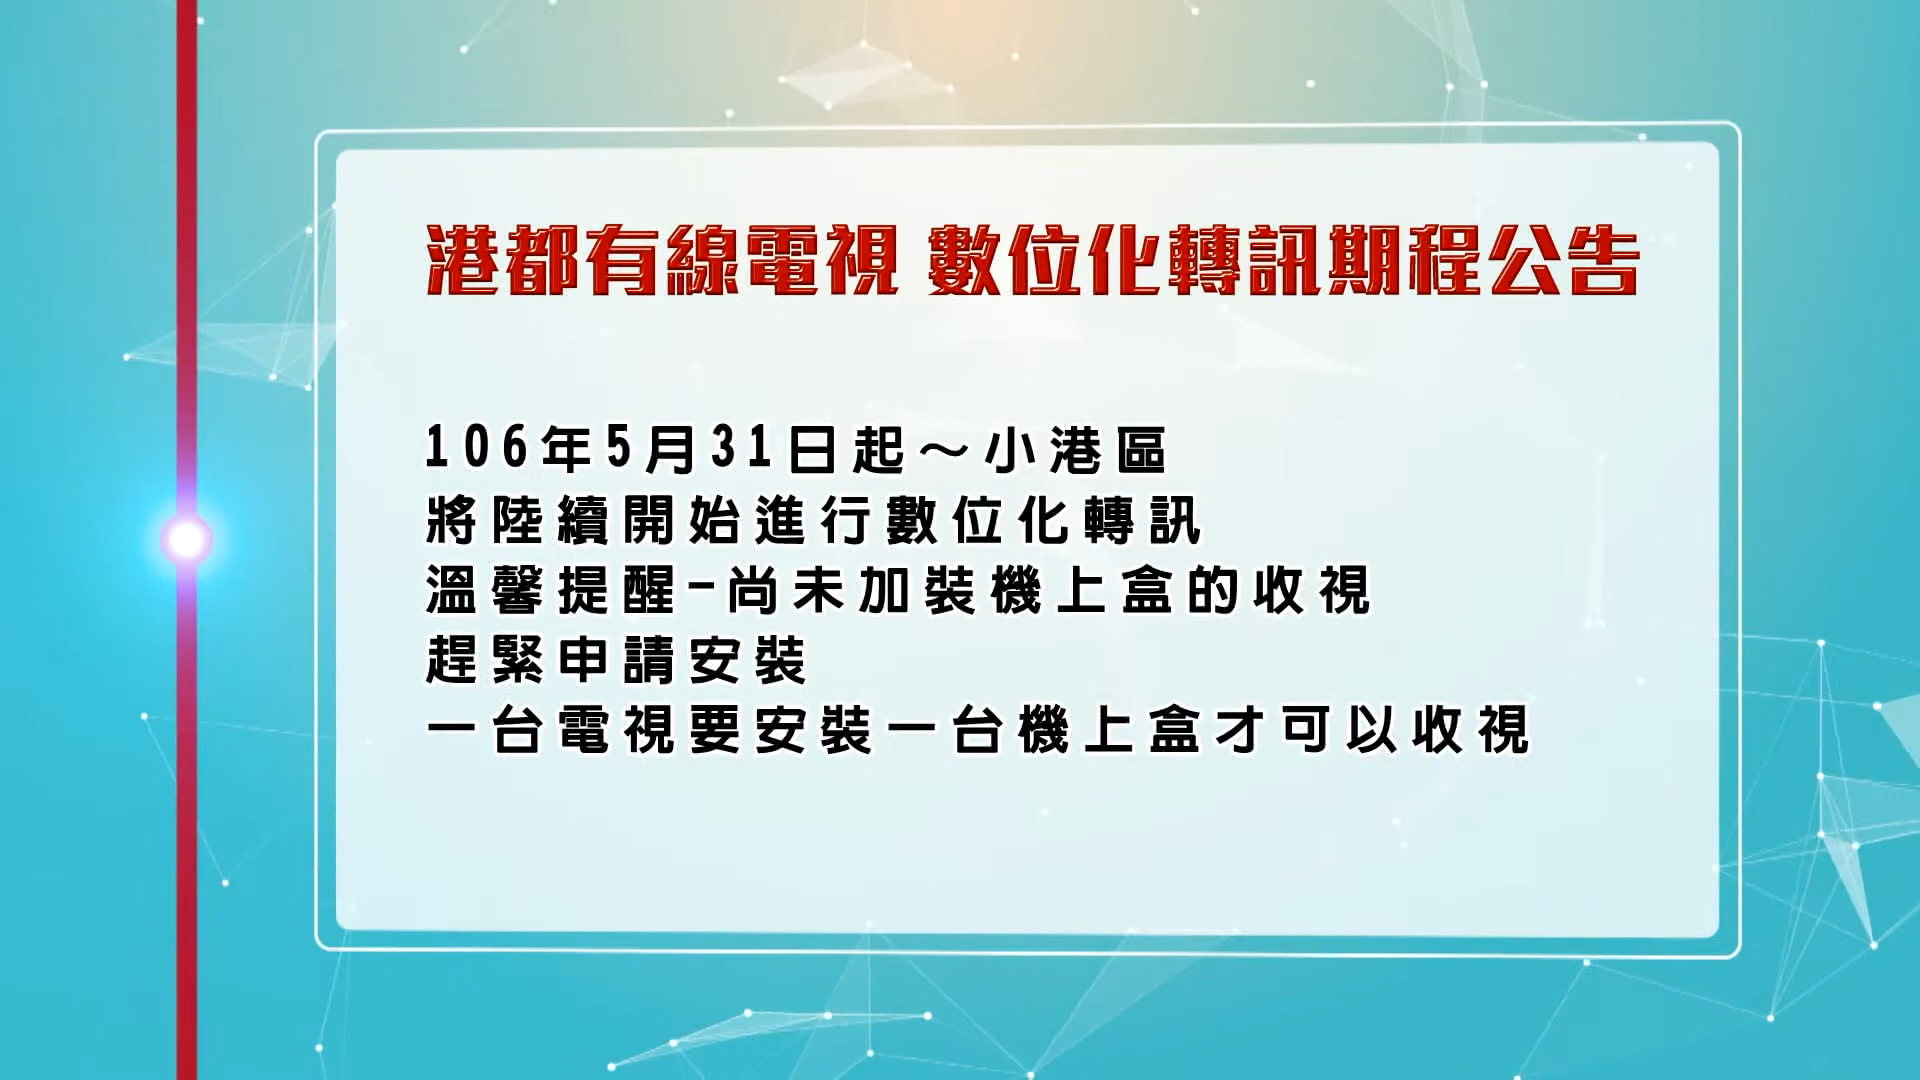 港都有線電視 數位化轉訊期程公告
106年5月31日起～小港區
將陸續開始進行數位化轉訊
溫馨提醒-尚未加裝機上盒的收視
趕緊申請安裝
一台電視要安裝一台機上盒才可以收視